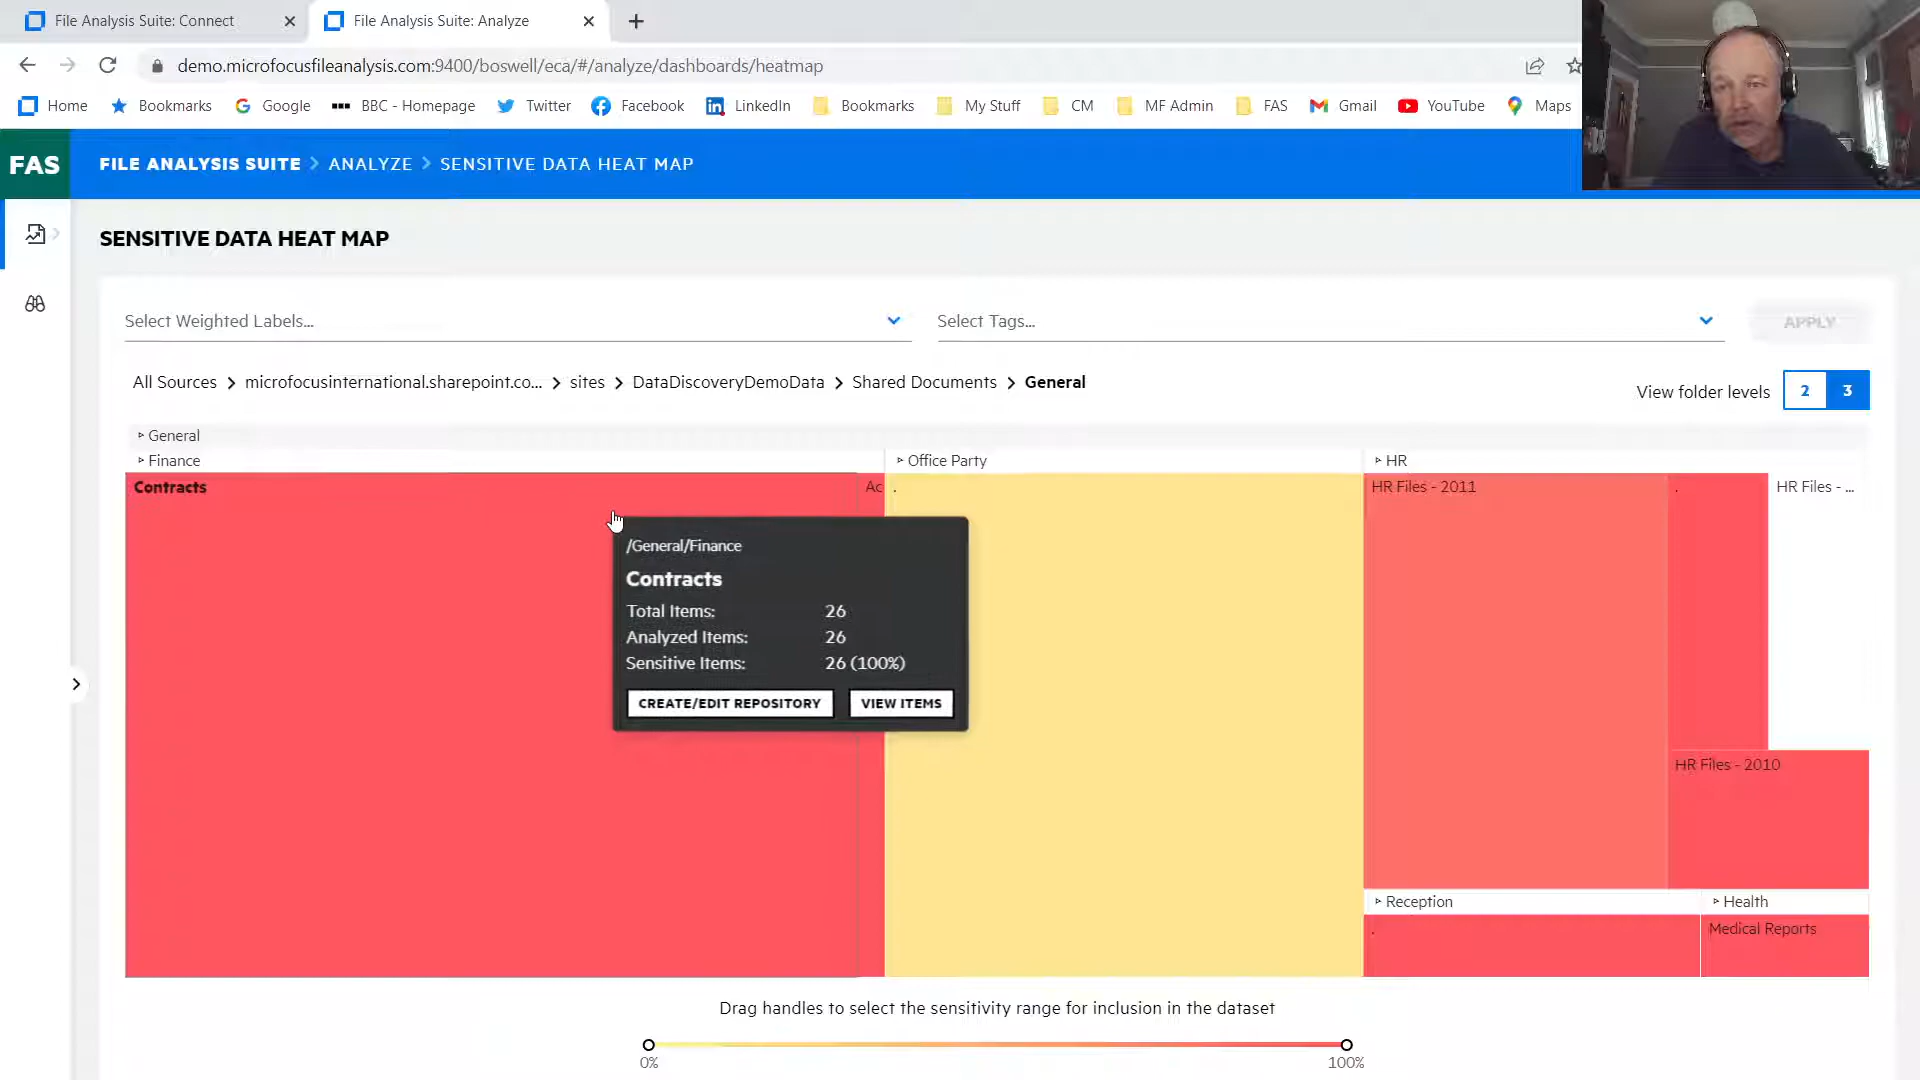 File Analysis Suite: Connect
File Analysis Suite: Analyze
demo.microfocusfileanalysis.com:9400/boswell/eca/#/analyze/dashboards/heatmap
Home Bookmarks Google BBC - Homepage Twitter Facebook LinkedIn Bookmarks My Stuff CM MF Admin FAS Gmail YouTube Maps
FAS FILE ANALYSIS SUITE > ANALYZE > SENSITIVE DATA HEAT MAP
SENSITIVE DATA HEAT MAP
Select Weighted Labels... Select Tags... APPLY
All Sources > microfocusinternational.sharepoint.co... > sites > DataDiscoveryDemoData > Shared Documents > General
View folder levels 2 3
General
Finance Office Party HR
Contracts Ac . HR Files - 2011 . HR Files - ...
/General/Finance
Contracts
Total Items: 26
Analyzed Items: 26
Sensitive Items: 26 (100%)
CREATE/EDIT REPOSITORY VIEW ITEMS
HR Files - 2010
Reception Health
. Medical Reports
Drag handles to select the sensitivity range for inclusion in the dataset
0% 100%